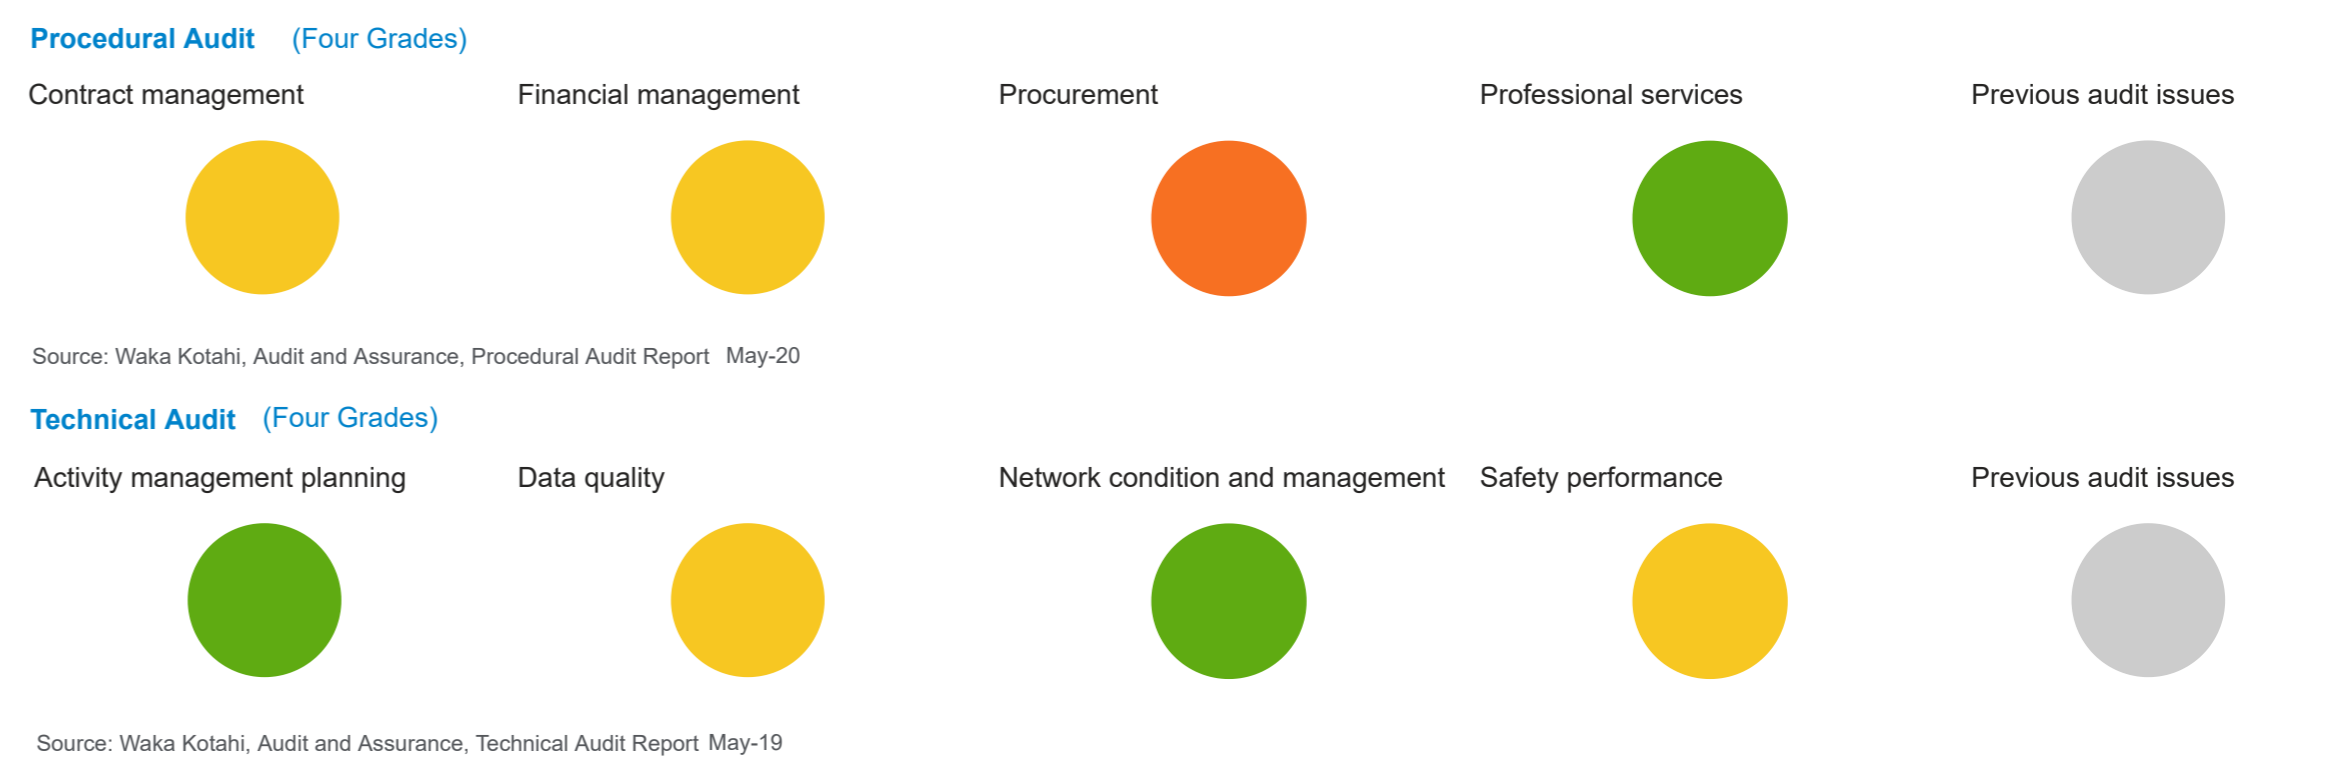 Procedural Audit (Four Grades)
Contract management
Financial management
Procurement
Professional services
Previous audit issues
Source: Waka Kotahi, Audit and Assurance, Procedural Audit Report May-20
Technical Audit (Four Grades)
Activity management planning
Data quality
Network condition and management
Safety performance
Previous audit issues
Source: Waka Kotahi, Audit and Assurance, Technical Audit Report May-19